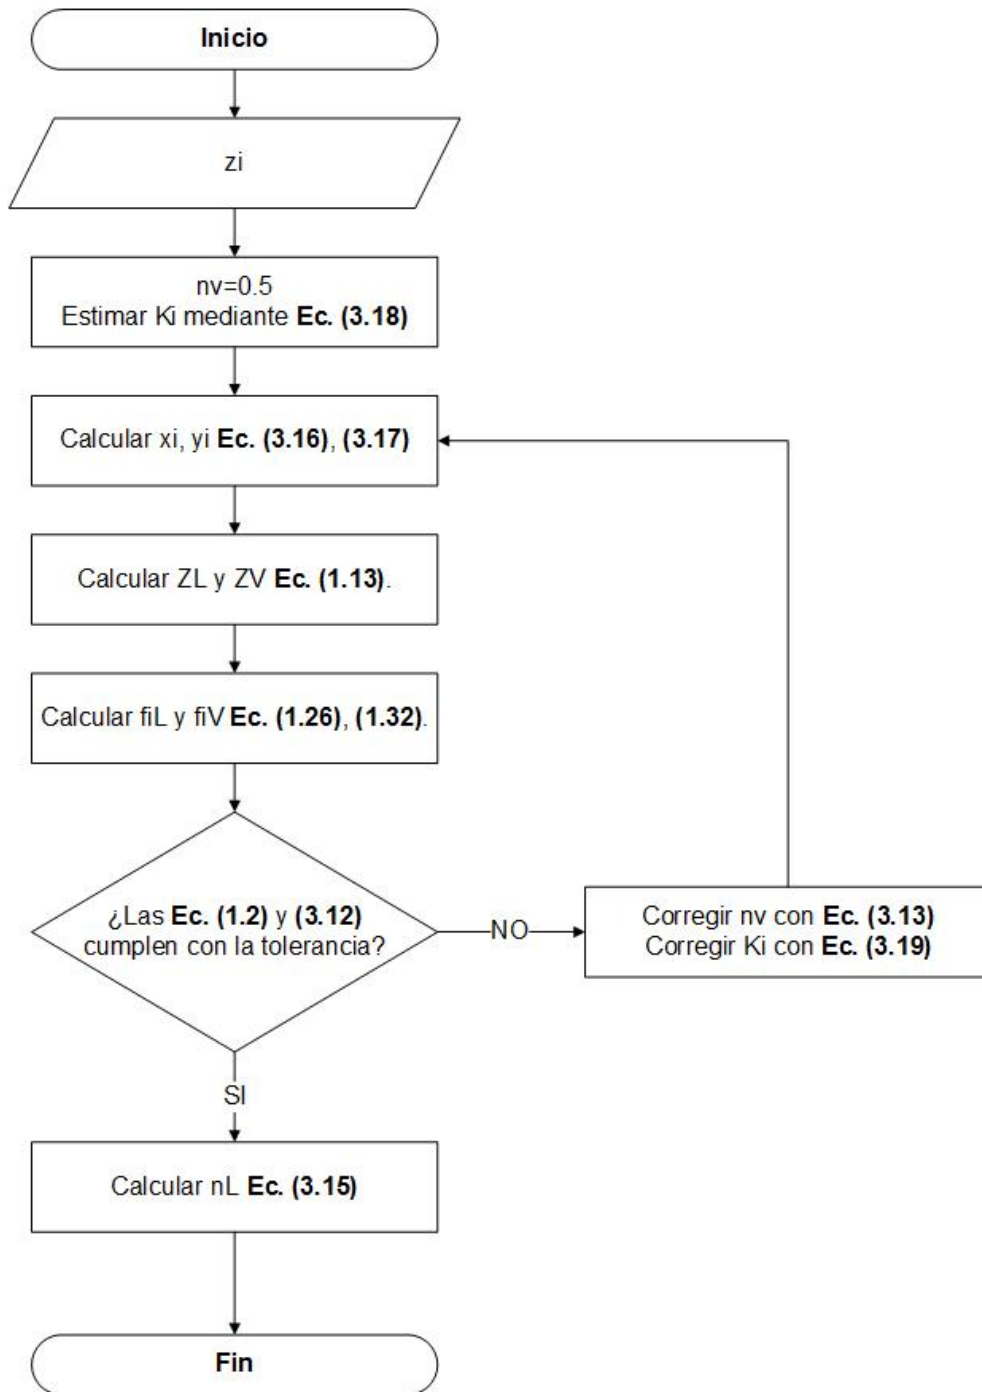 Inicio
zi
nv=0.5
Estimar Ki mediante Ec. (3.18)
Calcular xi, yi Ec. (3.16), (3.17)
Calcular ZL y ZV Ec. (1.13).
Calcular fiL y fiV Ec. (1.26), (1.32).
¿Las Ec. (1.2) y (3.12)
cumplen con la tolerancia?
NO
Corregir nv con Ec. (3.13)
Corregir Ki con Ec. (3.19)
SI
Calcular nL Ec. (3.15)
Fin